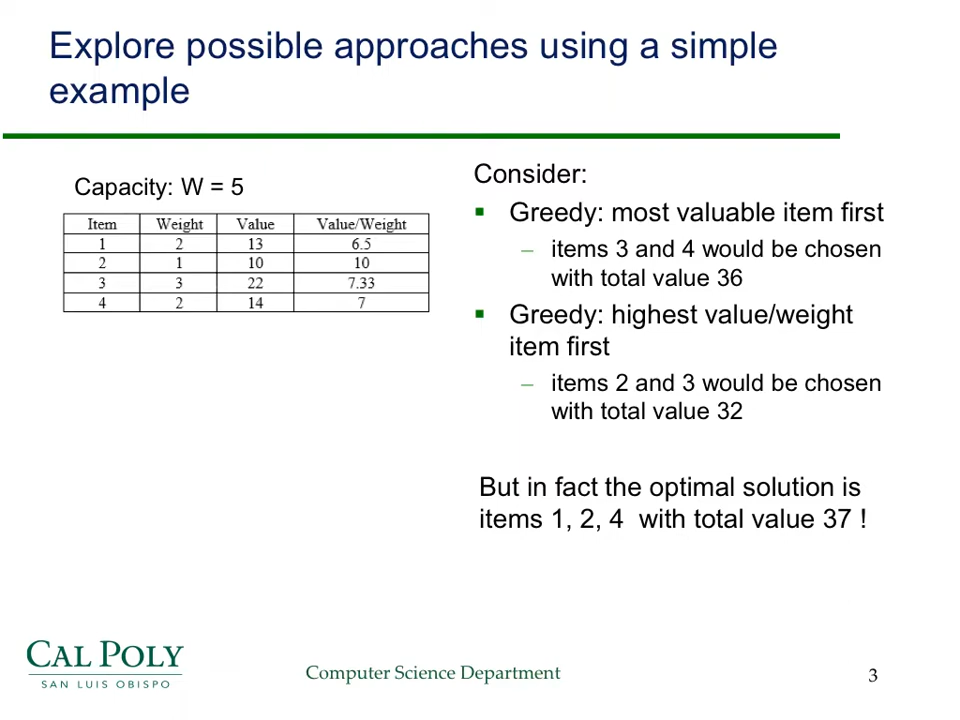 Explore possible approaches using a simple
example
Capacity: W = 5
Item Weight Value Value/Weight
1 2 13 6.5
2 1 10 10
3 3 22 7.33
4 2 14 7
Consider:
▪ Greedy: most valuable item first
– items 3 and 4 would be chosen
with total value 36
▪ Greedy: highest value/weight
item first
– items 2 and 3 would be chosen
with total value 32
But in fact the optimal solution is
items 1, 2, 4 with total value 37 !
CAL POLY
SAN LUIS OBISPO
Computer Science Department
3